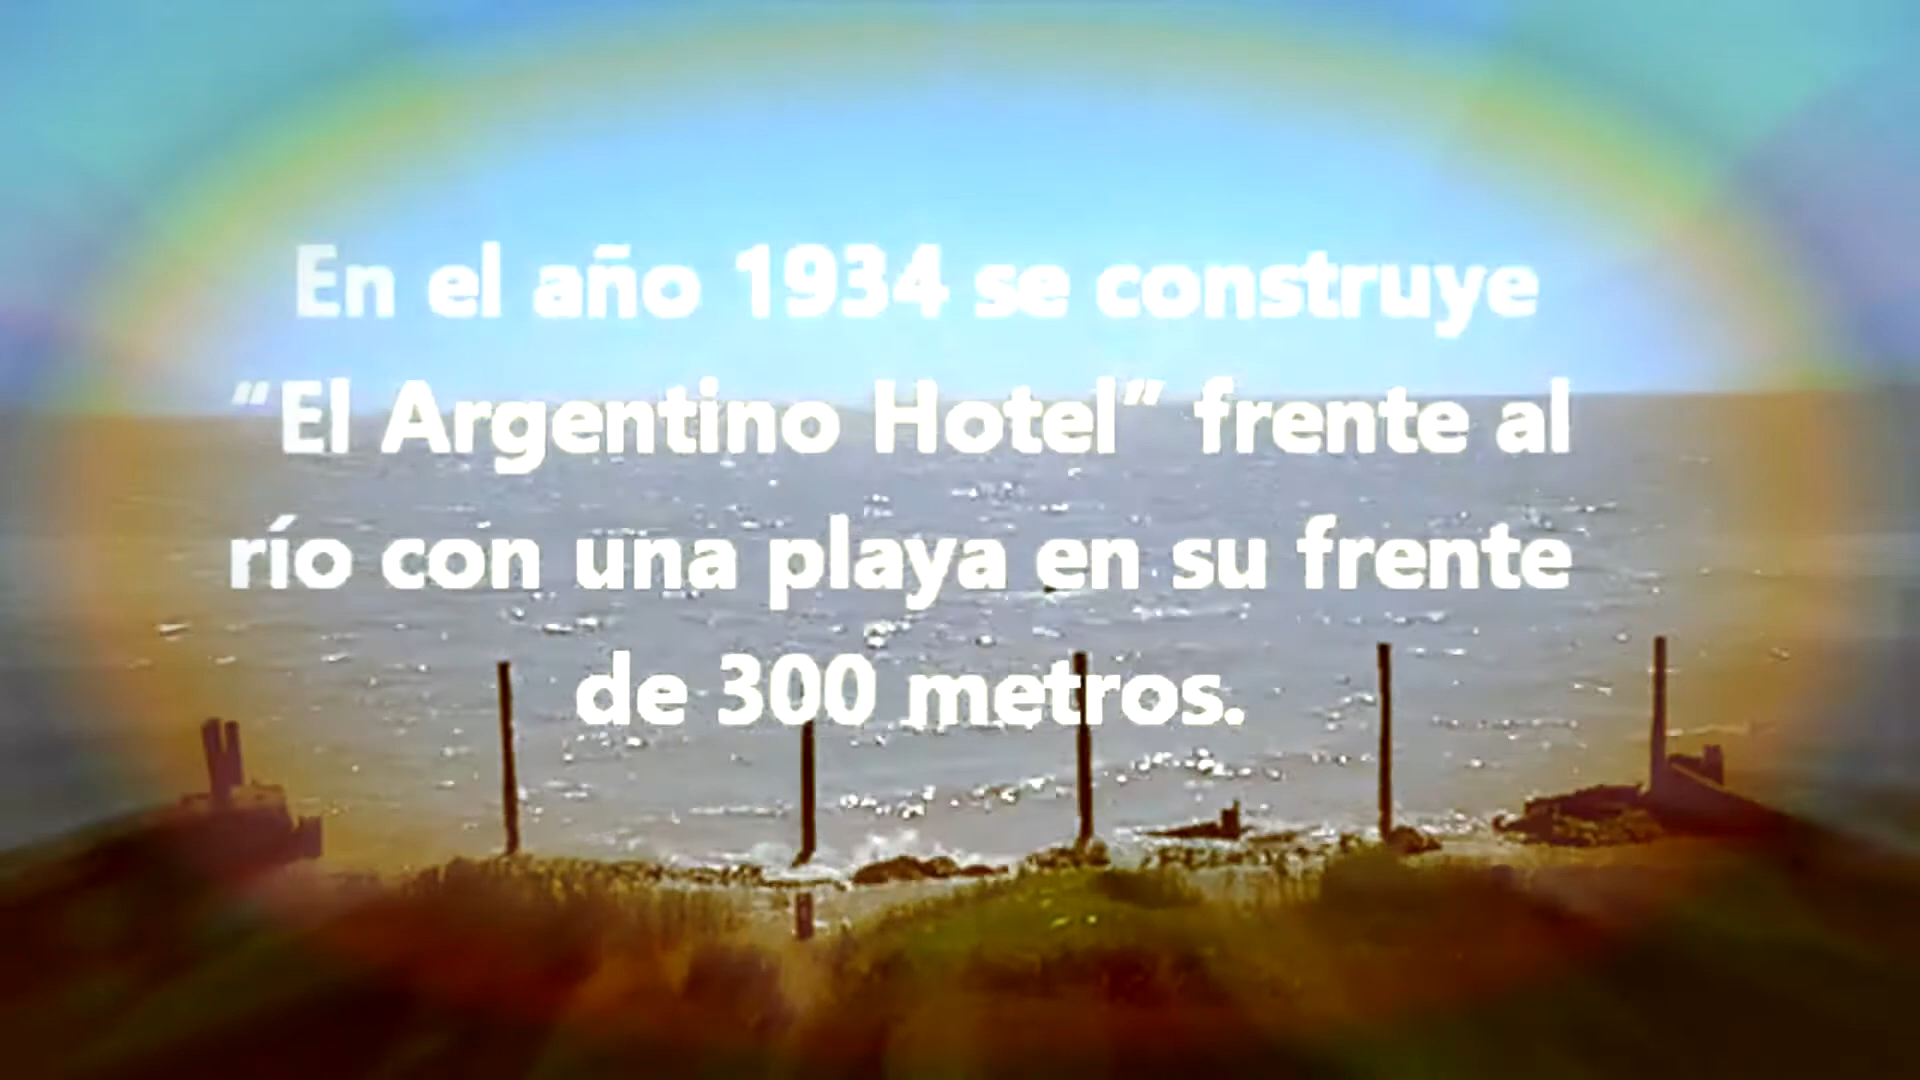 En el año 1934 se construye
“El Argentino Hotel” frente al
río con una playa en su frente
de 300 metros.